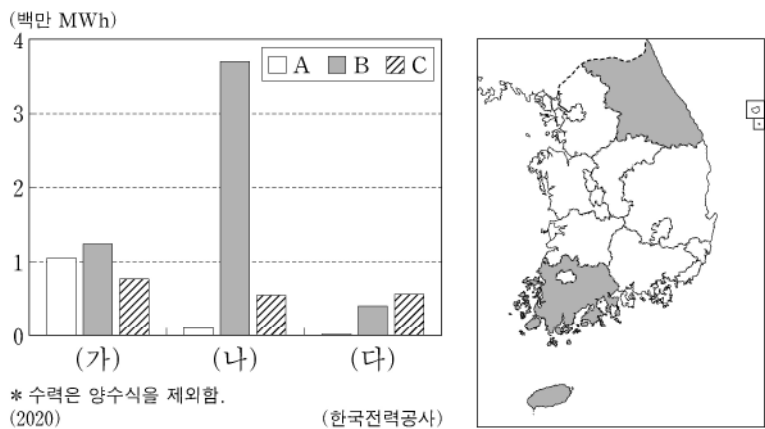 (백만 MWh)
4
A B C
3
2
1
0
(가) (나) (다)
* 수력은 양수식을 제외함.
(2020) (한국전력공사)